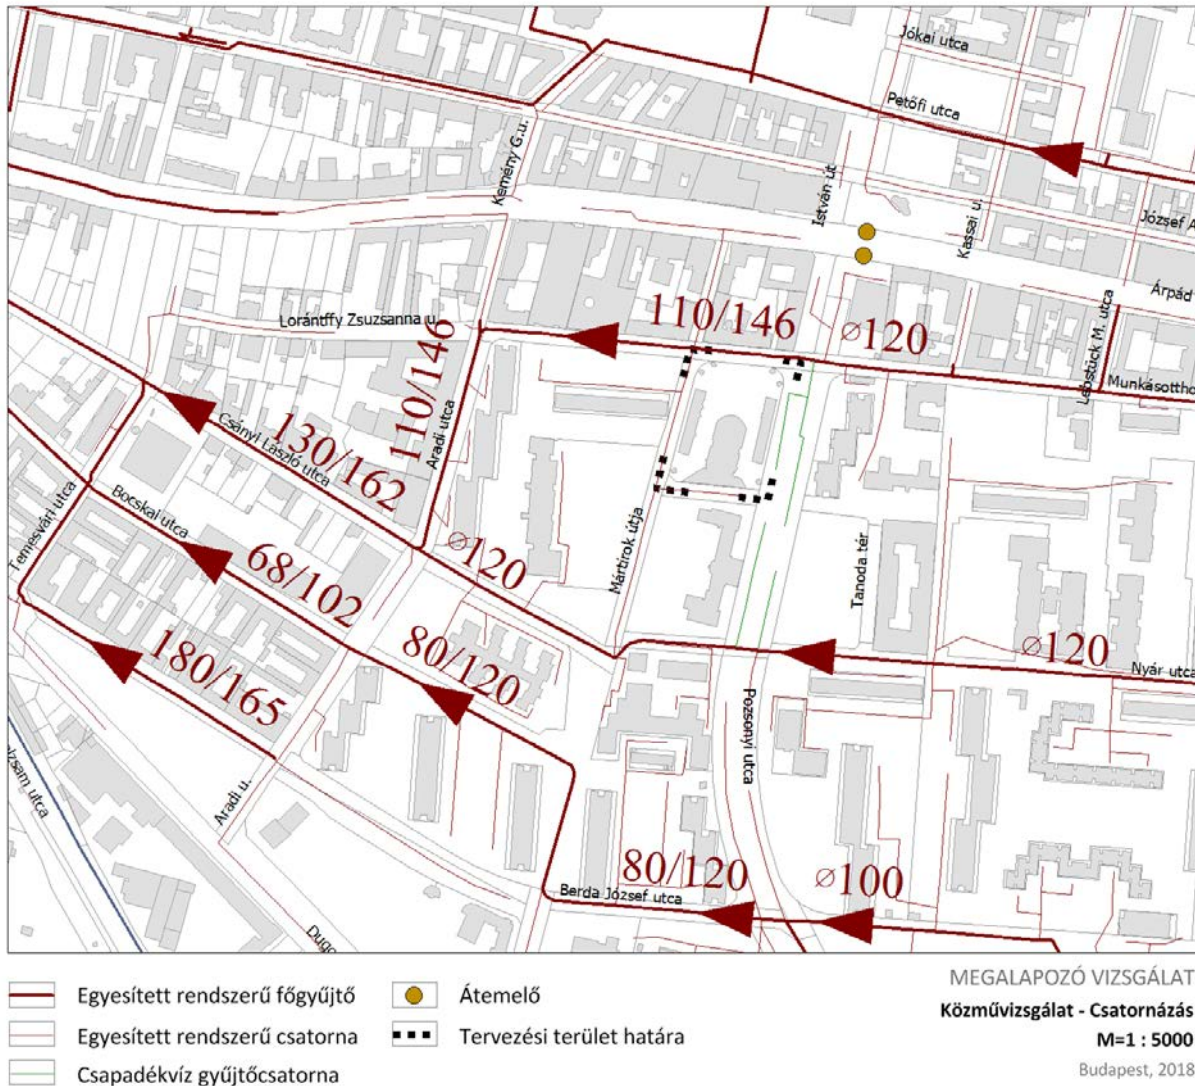 Jókai utca
Petőfi utca
Kemény G.u.
István út
Kassai u.
József A
Árpád
Lebstück M. utca
110/146
⌀120
Lorántffy Zsuzsanna u.
110/146
Munkásottho
Aradi utca
Csányi László utca
130/162
Temesvári utca
Bocskai utca
⌀120
Mártírok útja
Tanoda tér
68/102
80/120
⌀120
Nyár utca
180/165
Pozsonyi utca
Aradi u.
80/120
⌀100
Berda József utca
MEGALAPOZÓ VIZSGÁLAT
Közművizsgálat - Csatornázás
M=1 : 5000
Budapest, 2018
Egyesített rendszerű főgyűjtő
Átemelő
Egyesített rendszerű csatorna
Tervezési terület határa
Csapadékvíz gyűjtőcsatorna